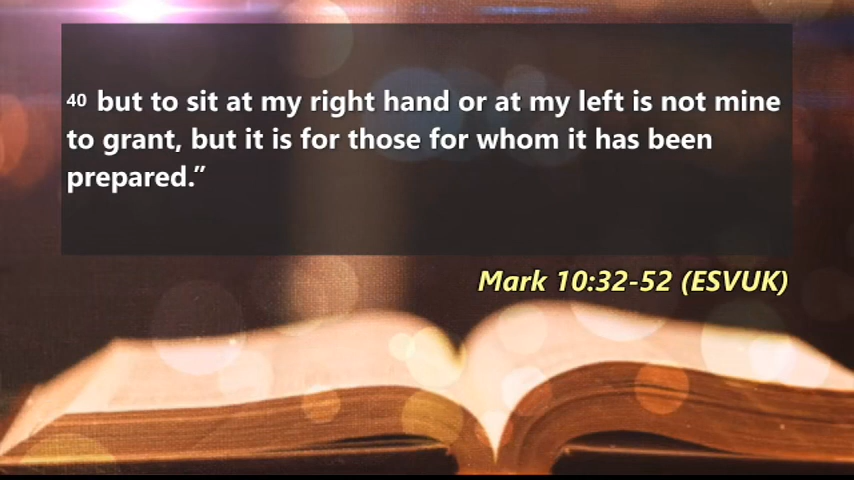 40 but to sit at my right hand or at my left is not mine
to grant, but it is for those for whom it has been
prepared.”
Mark 10:32-52 (ESVUK)